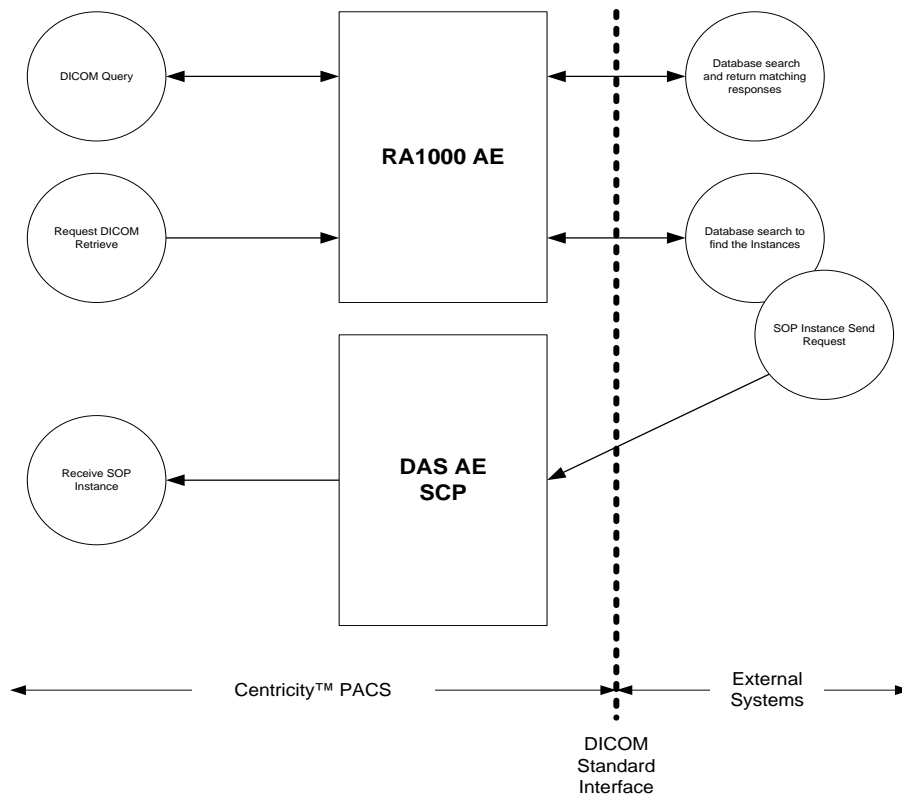 DICOM Query
RA1000 AE
Database search
and return matching
responses
Request DICOM
Retrieve
Database search to
find the Instances
SOP Instance Send
Request
Receive SOP
Instance
DAS AE
SCP
Centricity™ PACS
External
Systems
DICOM
Standard
Interface